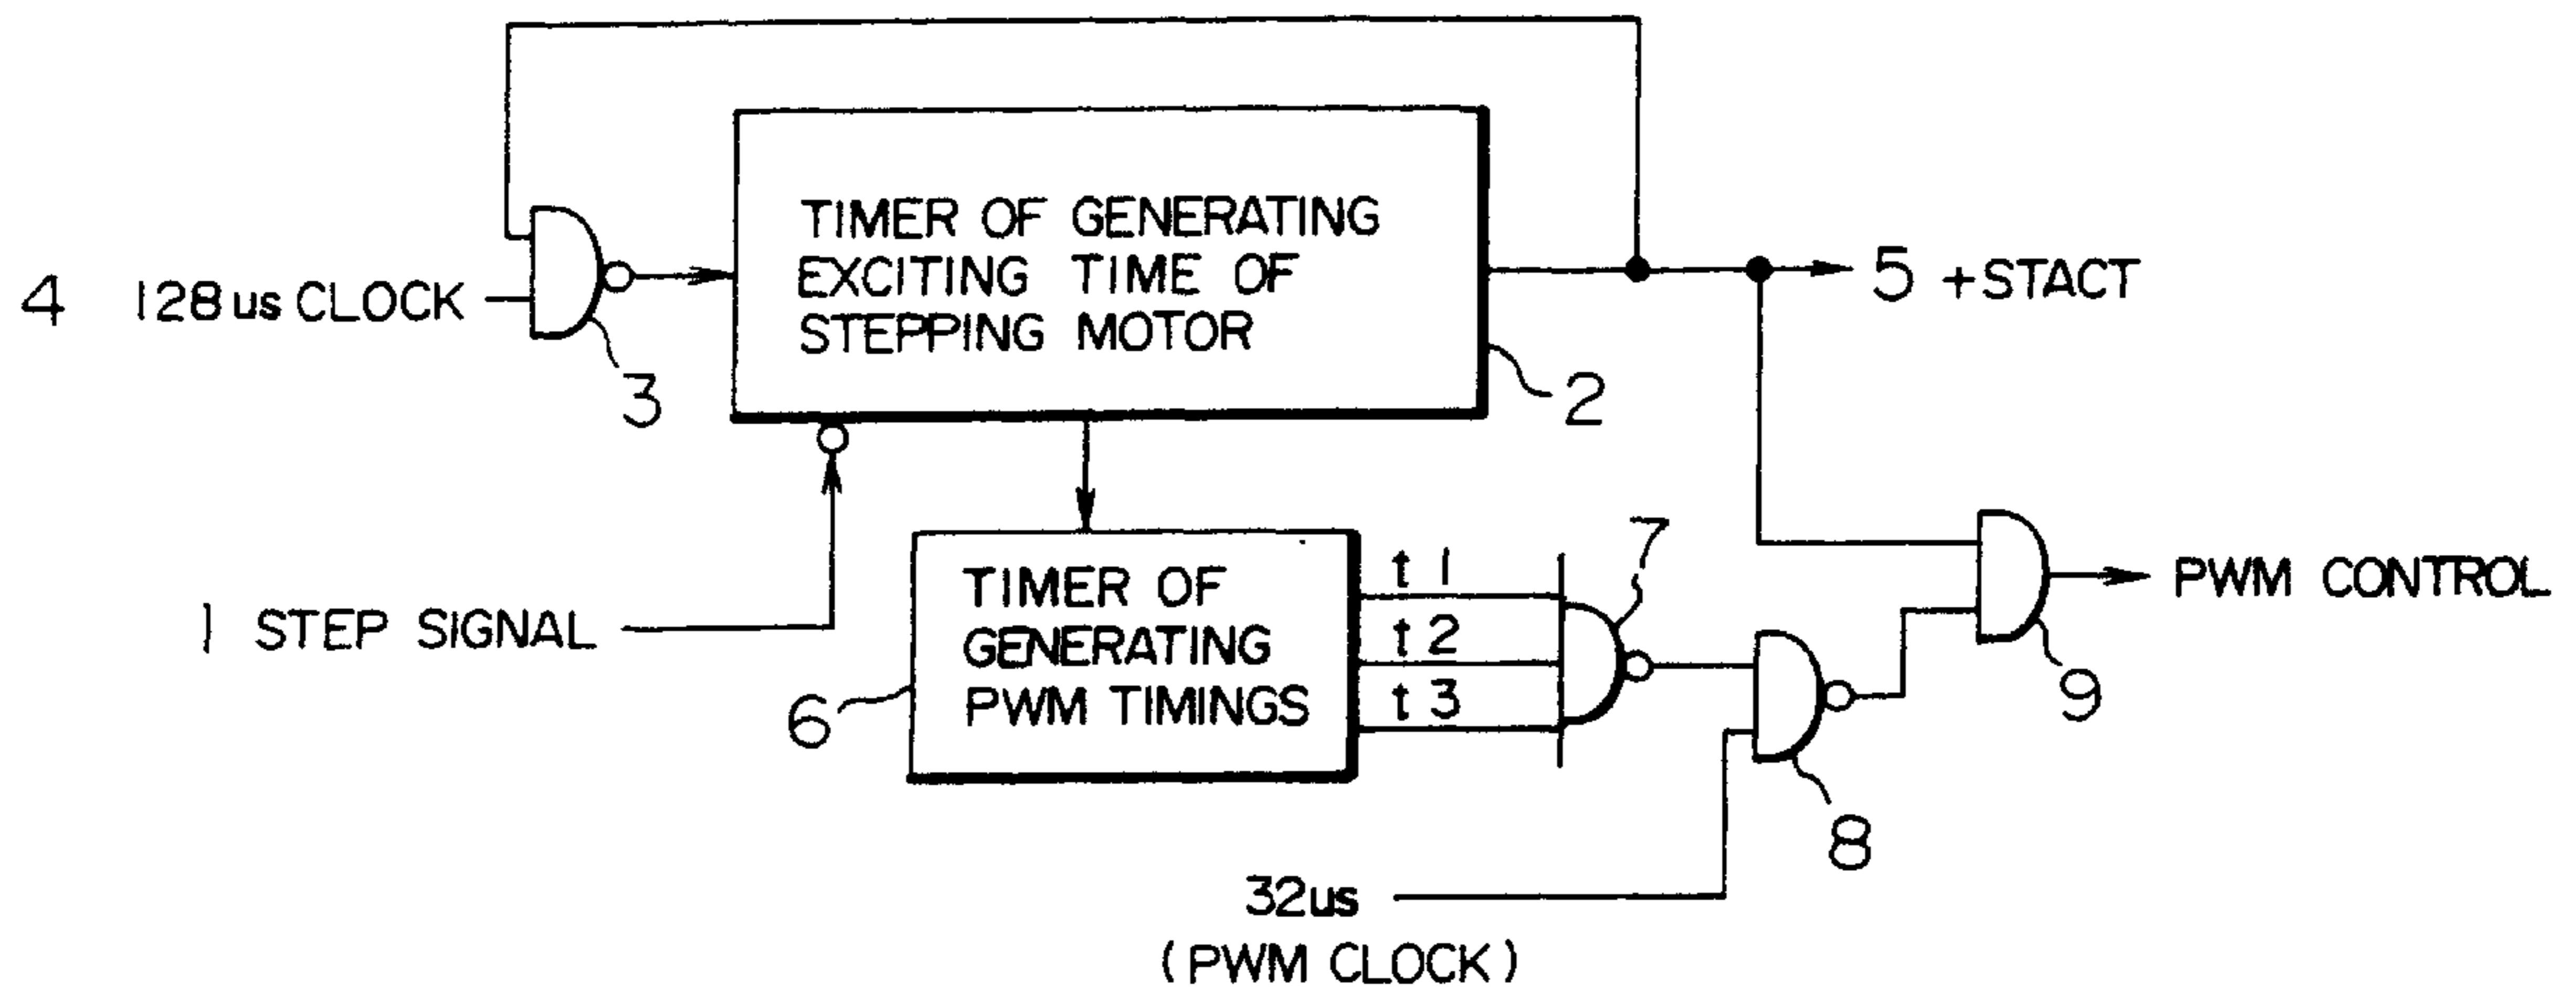 TIMER OF GENERATING
EXCITING TIME OF
STEPPING MOTOR
4 128us CLOCK
3
2
5 +STACT
1 STEP SIGNAL
TIMER OF
GENERATING
PWM TIMINGS
6
t1
t2
t3
7
8
9
PWM CONTROL
32us
(PWM CLOCK)